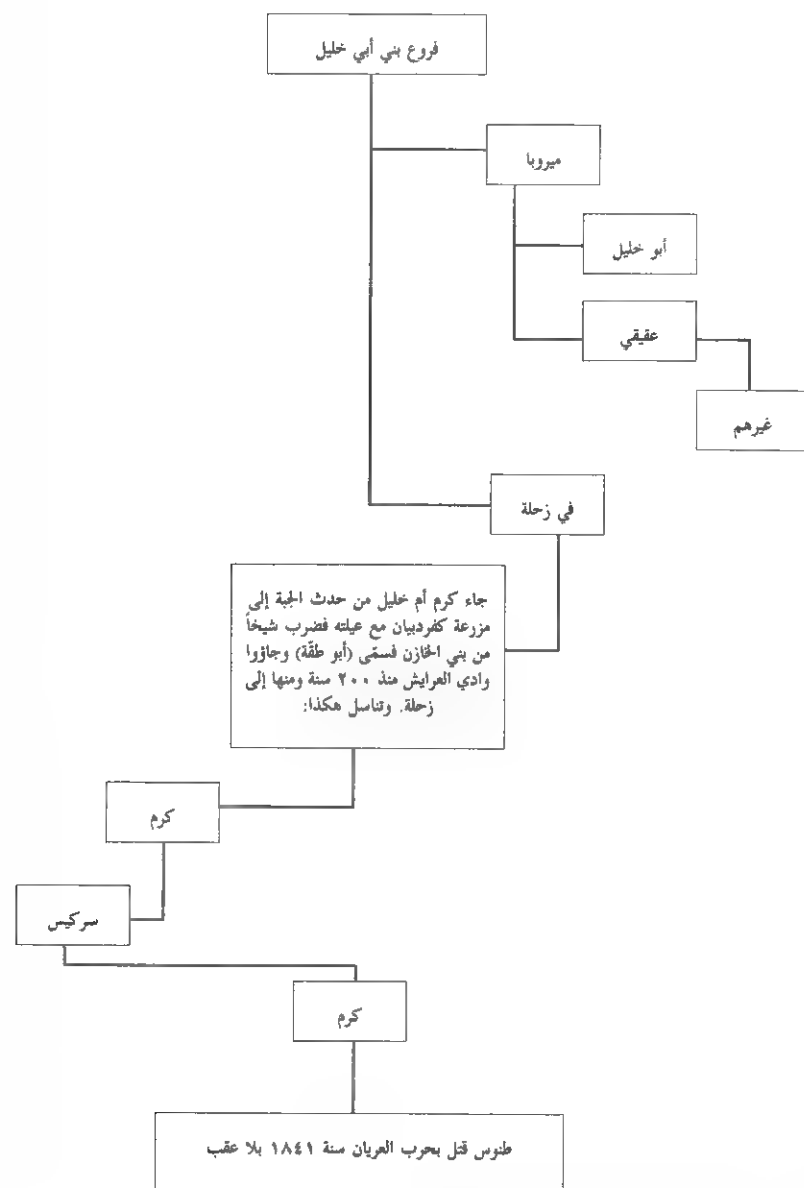 فروع بني أبي خليل
ميروبا
أبو خليل
عقيقي
غيرهم
في زحلة
جاء كرم أم خليل من حدث الجبة إلى
مزرعة كفردبيان مع عيلته فضرب شيخاً
من بني الخازن فسمّى (أبو طقّة) وجاؤوا
وادي العرايش منذ ٢٠٠ سنة ومنها إلى
زحلة. وتناسل هكذا:
كرم
سركيس
كرم
طنوس قتل بحرب العريان سنة ١٨٤١ بلا عقب